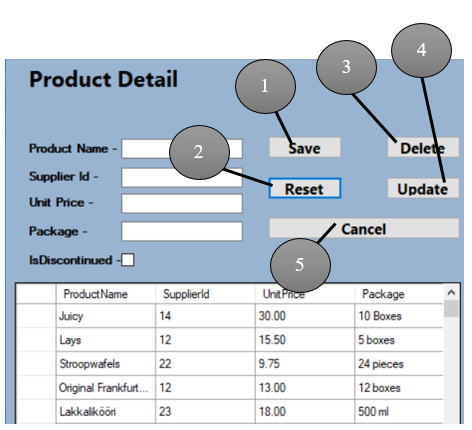 4
3
Product Detail
1
Product Name - 2 Save Delete
Supplier Id -
Reset Update
Unit Price -
Package - Cancel
IsDiscontinued - 5
ProductName SupplierId UnitPrice Package
Juicy 14 30.00 10 Boxes
Lays 12 15.50 5 boxes
Stroopwafels 22 9.75 24 pieces
Original Frankfurt... 12 13.00 12 boxes
Lakkalikööri 23 18.00 500 ml